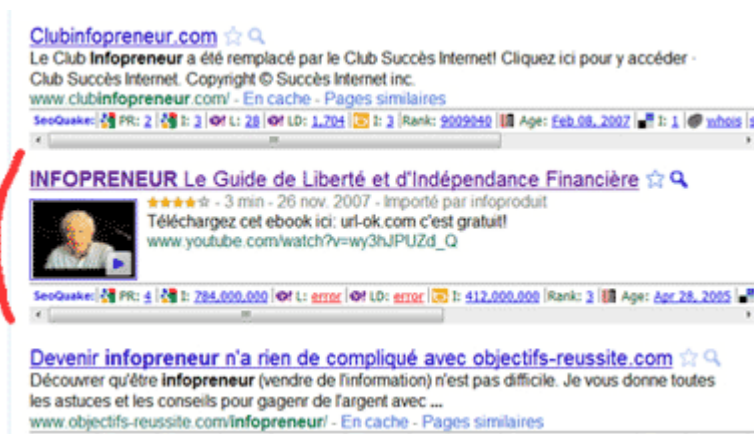 Clubinfopreneur.com
Le Club Infopreneur a été remplacé par le Club Succès Internet! Cliquez ici pour y accéder -
Club Succès Internet. Copyright © Succès Internet inc.
www.clubinfopreneur.com/ - En cache - Pages similaires
SeoQuake: PR: 2 I: 3 L: 28 LD: 1,704 I: 3 Rank: 9009040 Age: Feb 08, 2007 I: 1 whois
INFOPRENEUR Le Guide de Liberté et d'Indépendance Financière
- 3 min - 26 nov. 2007 - Importé par infoproduit
Téléchargez cet ebook ici: url-ok.com c'est gratuit!
www.youtube.com/watch?v=wy3hJPUZd_Q
SeoQuake: PR: 4 I: 784,000,000 L: error LD: error I: 412,000,000 Rank: 3 Age: Apr 28, 2005
Devenir infopreneur n'a rien de compliqué avec objectifs-reussite.com
Découvrer qu'être infopreneur (vendre de l'information) n'est pas difficile. Je vous donne toutes
les astuces et les conseils pour gagenr de l'argent avec ...
www.objectifs-reussite.com/infopreneur/ - En cache - Pages similaires